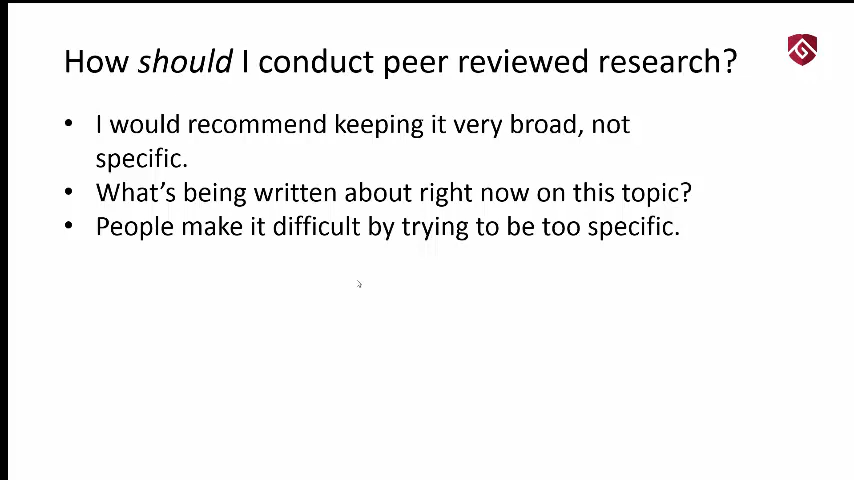 How should I conduct peer reviewed research?
• I would recommend keeping it very broad, not
specific.
• What's being written about right now on this topic?
• People make it difficult by trying to be too specific.